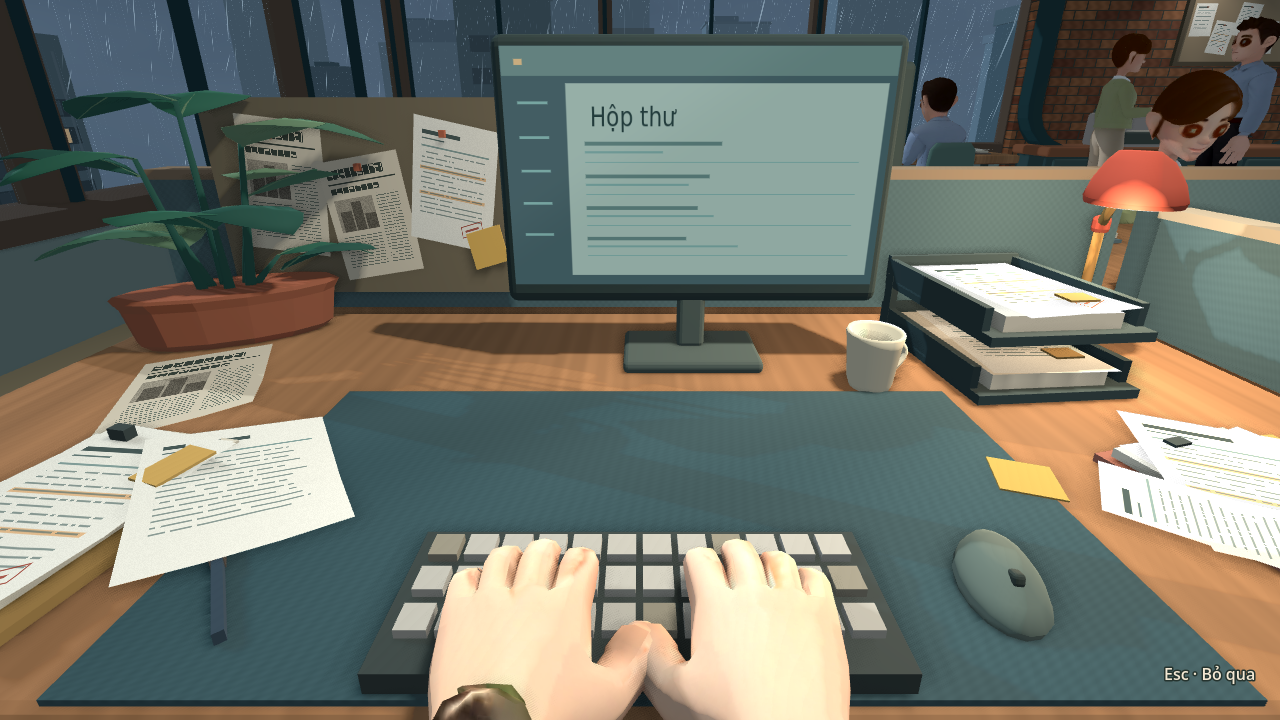 Hộp thư
Esc · Bỏ qua